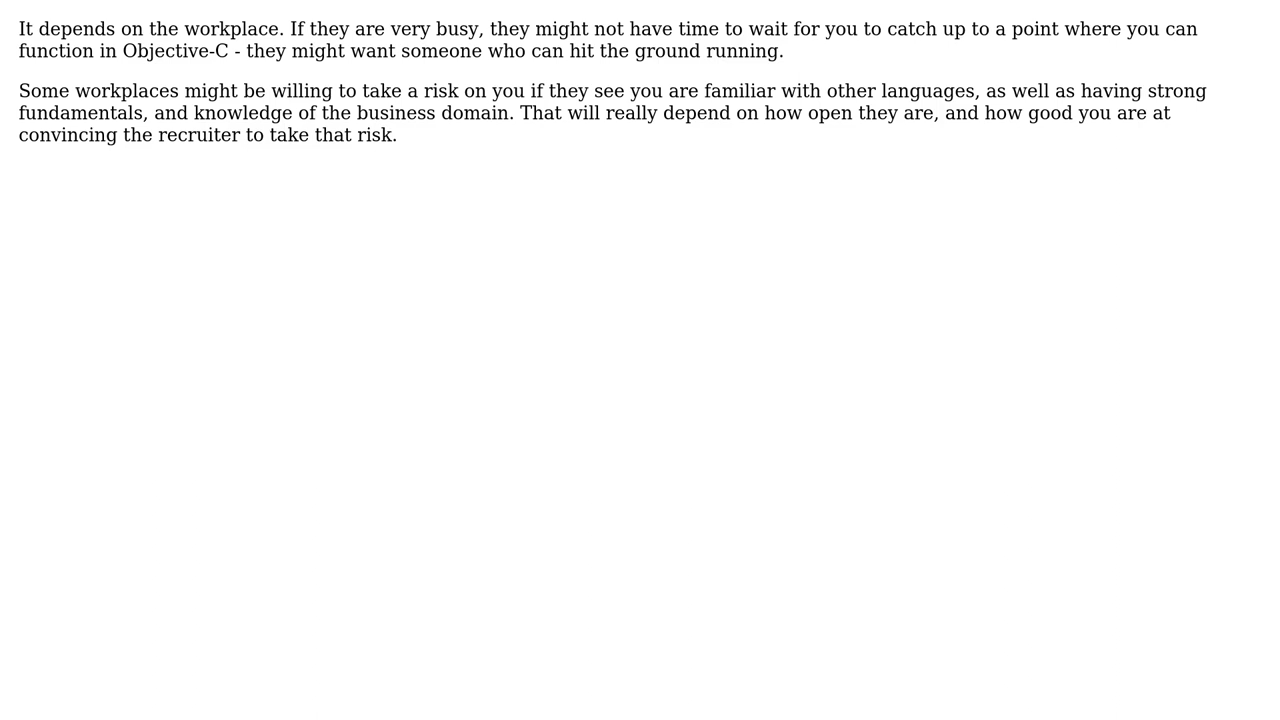 It depends on the workplace. If they are very busy, they might not have time to wait for you to catch up to a point where you can
function in Objective-C - they might want someone who can hit the ground running.
Some workplaces might be willing to take a risk on you if they see you are familiar with other languages, as well as having strong
fundamentals, and knowledge of the business domain. That will really depend on how open they are, and how good you are at
convincing the recruiter to take that risk.